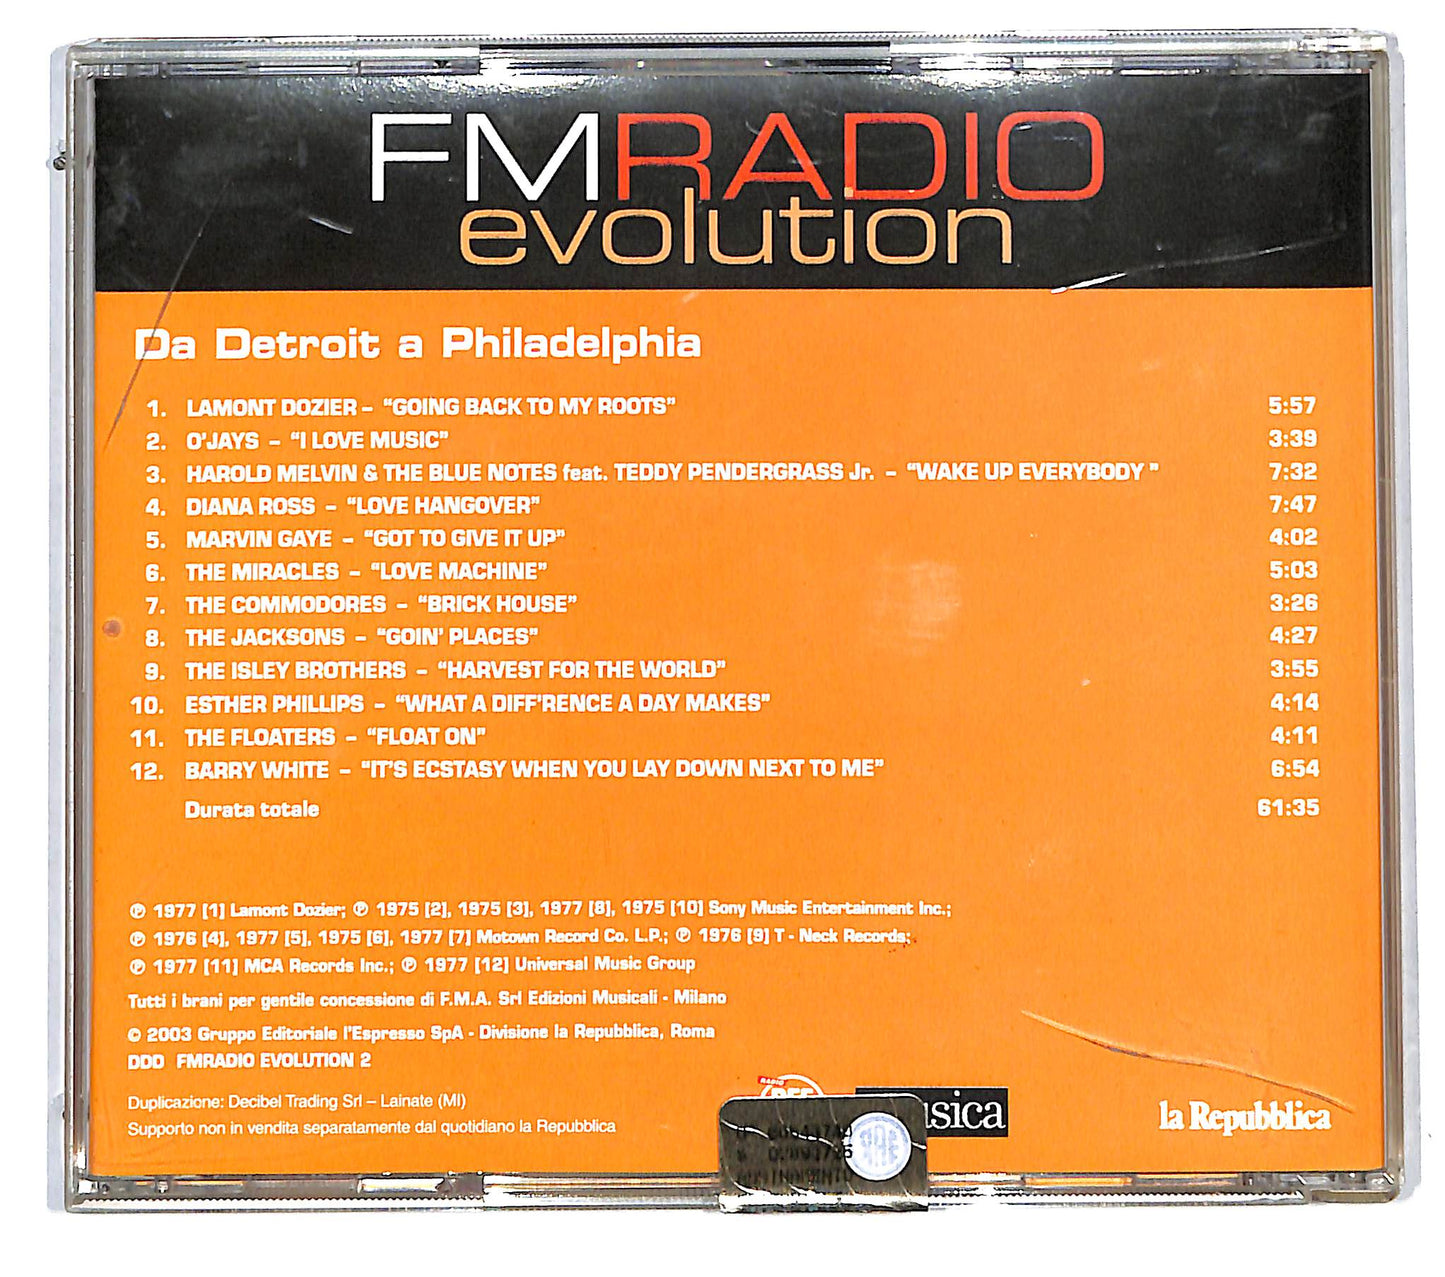 FMRADIO
evolution
Da Detroit a Philadelphia
1. LAMONT DOZIER – “GOING BACK TO MY ROOTS” 5:57
2. O’JAYS – “I LOVE MUSIC” 3:39
3. HAROLD MELVIN & THE BLUE NOTES feat. TEDDY PENDERGRASS Jr. – “WAKE UP EVERYBODY ” 7:32
4. DIANA ROSS – “LOVE HANGOVER” 7:47
5. MARVIN GAYE – “GOT TO GIVE IT UP” 4:02
6. THE MIRACLES – “LOVE MACHINE” 5:03
7. THE COMMODORES – “BRICK HOUSE” 3:26
8. THE JACKSONS – “GOIN’ PLACES” 4:27
9. THE ISLEY BROTHERS – “HARVEST FOR THE WORLD” 3:55
10. ESTHER PHILLIPS – “WHAT A DIFF’RENCE A DAY MAKES” 4:14
11. THE FLOATERS – “FLOAT ON” 4:11
12. BARRY WHITE – “IT’S ECSTASY WHEN YOU LAY DOWN NEXT TO ME” 6:54
Durata totale 61:35
℗ 1977 [1] Lamont Dozier; ℗ 1975 [2], 1975 [3], 1977 [8], 1975 [10] Sony Music Entertainment Inc.;
℗ 1976 [4], 1977 [5], 1975 [6], 1977 [7] Motown Record Co. L.P.; ℗ 1976 [9] T - Neck Records;
℗ 1977 [11] MCA Records Inc.; ℗ 1977 [12] Universal Music Group
Tutti i brani per gentile concessione di F.M.A. Srl Edizioni Musicali - Milano
© 2003 Gruppo Editoriale l’Espresso SpA - Divisione la Repubblica, Roma
DDD FMRADIO EVOLUTION 2
Duplicazione: Decibel Trading Srl – Lainate (MI)
Supporto non in vendita separatamente dal quotidiano la Repubblica
RADIO
la Repubblica